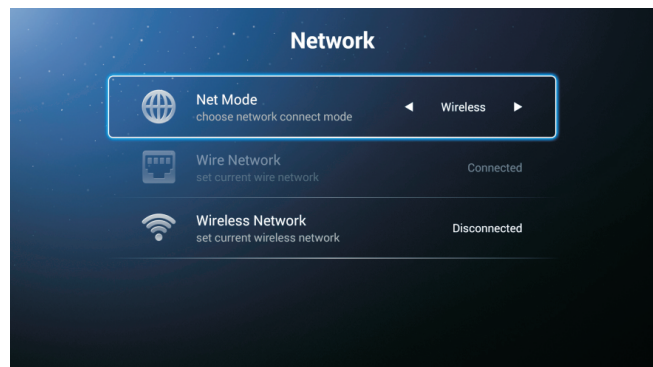 Network
Net Mode
choose network connect mode
Wireless
Wire Network
set current wire network
Connected
Wireless Network
set current wireless network
Disconnected